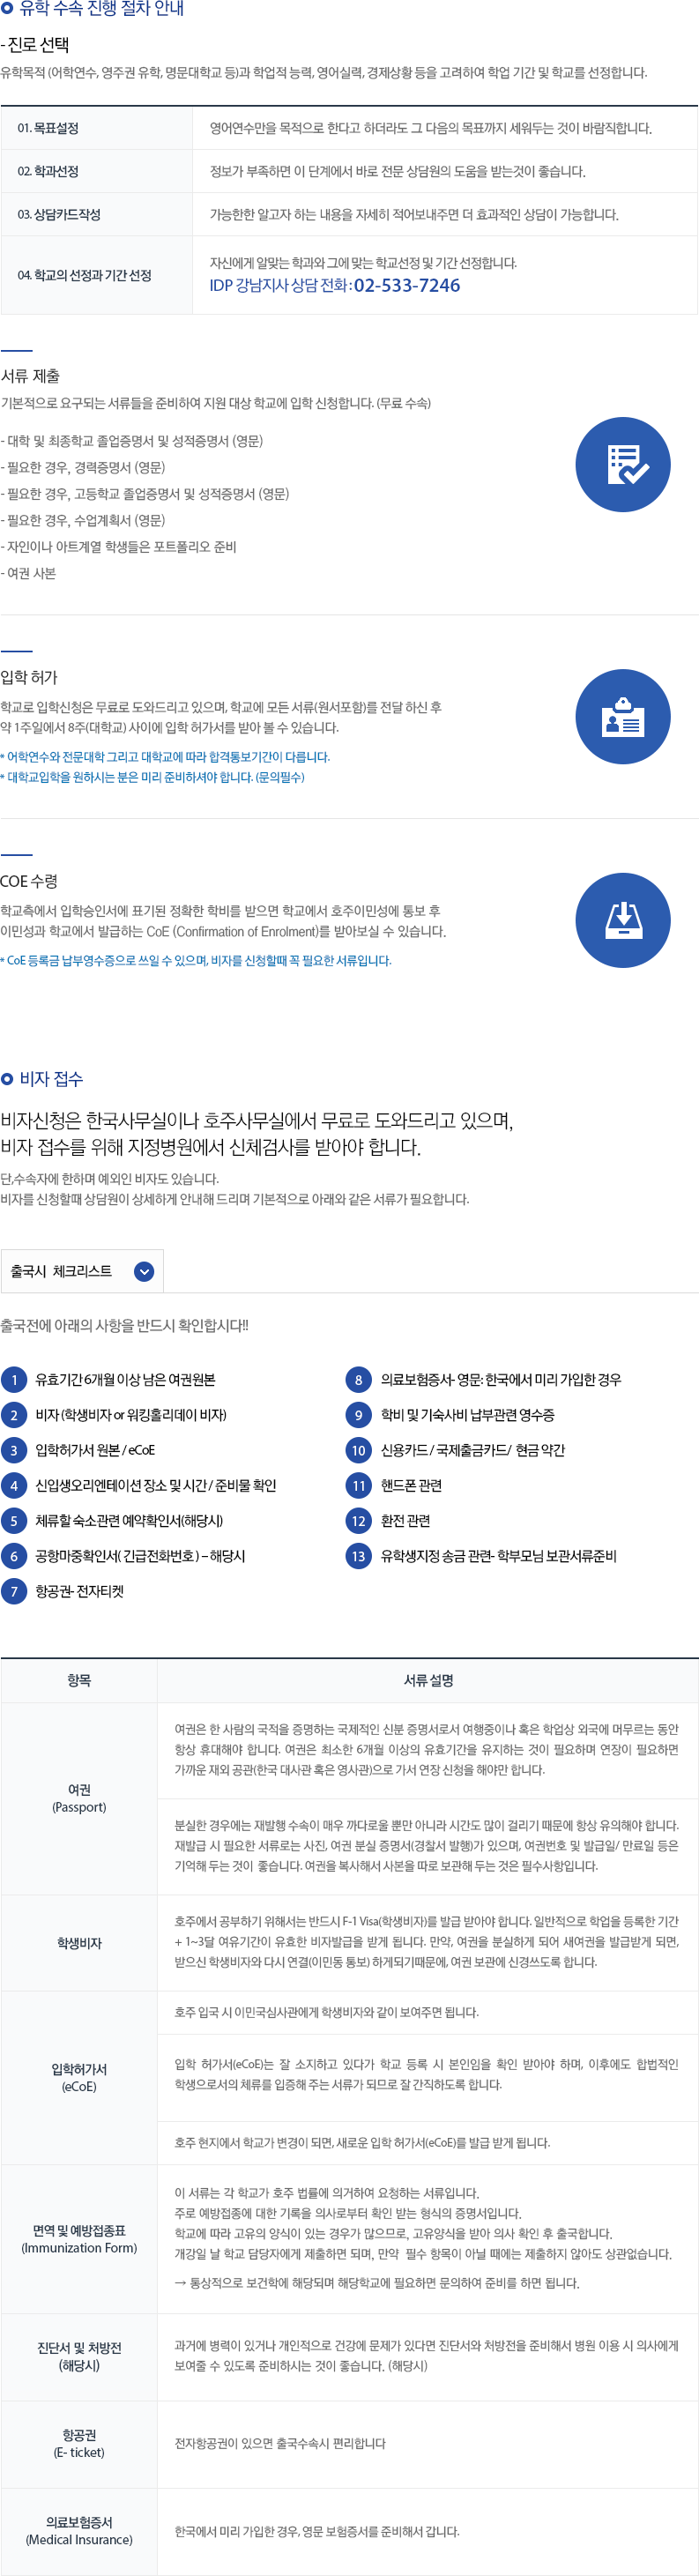 유학 수속 진행 절차 안내
- 진로 선택
유학목적 (어학연수, 영주권 유학, 명문대학교 등)과 학업적 능력, 영어실력, 경제상황 등을 고려하여 학업 기간 및 학교를 선정합니다.
01. 목표설정
영어연수만을 목적으로 한다고 하더라도 그 다음의 목표까지 세워두는 것이 바람직합니다.
02. 학과선정
정보가 부족하면 이 단계에서 바로 전문 상담원의 도움을 받는것이 좋습니다.
03. 상담카드작성
가능한한 알고자 하는 내용을 자세히 적어보내주면 더 효과적인 상담이 가능합니다.
04. 학교의 선정과 기간 선정
자신에게 알맞는 학과와 그에 맞는 학교선정 및 기간 선정합니다.
IDP 강남지사 상담 전화 : 02-533-7246
서류 제출
기본적으로 요구되는 서류들을 준비하여 지원 대상 학교에 입학 신청합니다. (무료 수속)
- 대학 및 최종학교 졸업증명서 및 성적증명서 (영문)
- 필요한 경우, 경력증명서 (영문)
- 필요한 경우, 고등학교 졸업증명서 및 성적증명서 (영문)
- 필요한 경우, 수업계획서 (영문)
- 자인이나 아트계열 학생들은 포트폴리오 준비
- 여권 사본
입학 허가
학교로 입학신청은 무료로 도와드리고 있으며, 학교에 모든 서류(원서포함)를 전달 하신 후
약 1주일에서 8주(대학교) 사이에 입학 허가서를 받아 볼 수 있습니다.
* 어학연수와 전문대학 그리고 대학교에 따라 합격통보기간이 다릅니다.
* 대학교입학을 원하시는 분은 미리 준비하셔야 합니다. (문의필수)
COE 수령
학교측에서 입학승인서에 표기된 정확한 학비를 받으면 학교에서 호주이민성에 통보 후
이민성과 학교에서 발급하는 CoE (Confirmation of Enrolment)를 받아보실 수 있습니다.
* CoE 등록금 납부영수증으로 쓰일 수 있으며, 비자를 신청할때 꼭 필요한 서류입니다.
비자 접수
비자신청은 한국사무실이나 호주사무실에서 무료로 도와드리고 있으며,
비자 접수를 위해 지정병원에서 신체검사를 받아야 합니다.
단,수속자에 한하며 예외인 비자도 있습니다.
비자를 신청할때 상담원이 상세하게 안내해 드리며 기본적으로 아래와 같은 서류가 필요합니다.
출국시 체크리스트
출국전에 아래의 사항을 반드시 확인합시다!!
1 유효기간 6개월 이상 남은 여권원본
2 비자 (학생비자 or 워킹홀리데이 비자)
3 입학허가서 원본 / eCoE
4 신입생오리엔테이션 장소 및 시간 / 준비물 확인
5 체류할 숙소관련 예약확인서(해당시)
6 공항마중확인서( 긴급전화번호 ) – 해당시
7 항공권- 전자티켓
8 의료보험증서- 영문: 한국에서 미리 가입한 경우
9 학비 및 기숙사비 납부관련 영수증
10 신용카드 / 국제출금카드/ 현금 약간
11 핸드폰 관련
12 환전 관련
13 유학생지정 송금 관련- 학부모님 보관서류준비
항목
서류 설명
여권
(Passport)
여권은 한 사람의 국적을 증명하는 국제적인 신분 증명서로서 여행중이나 혹은 학업상 외국에 머무르는 동안
항상 휴대해야 합니다. 여권은 최소한 6개월 이상의 유효기간을 유지하는 것이 필요하며 연장이 필요하면
가까운 재외 공관(한국 대사관 혹은 영사관)으로 가서 연장 신청을 해야만 합니다.
분실한 경우에는 재발행 수속이 매우 까다로울 뿐만 아니라 시간도 많이 걸리기 때문에 항상 유의해야 합니다.
재발급 시 필요한 서류로는 사진, 여권 분실 증명서(경찰서 발행)가 있으며, 여권번호 및 발급일/ 만료일 등은
기억해 두는 것이 좋습니다. 여권을 복사해서 사본을 따로 보관해 두는 것은 필수사항입니다.
학생비자
호주에서 공부하기 위해서는 반드시 F-1 Visa(학생비자)를 발급 받아야 합니다. 일반적으로 학업을 등록한 기간
+ 1~3달 여유기간이 유효한 비자발급을 받게 됩니다. 만약, 여권을 분실하게 되어 새여권을 발급받게 되면,
받으신 학생비자와 다시 연결(이민동 통보) 하게되기때문에, 여권 보관에 신경쓰도록 합니다.
입학허가서
(eCoE)
호주 입국 시 이민국심사관에게 학생비자와 같이 보여주면 됩니다.
입학 허가서(eCoE)는 잘 소지하고 있다가 학교 등록 시 본인임을 확인 받아야 하며, 이후에도 합법적인
학생으로서의 체류를 입증해 주는 서류가 되므로 잘 간직하도록 합니다.
호주 현지에서 학교가 변경이 되면, 새로운 입학 허가서(eCoE)를 발급 받게 됩니다.
면역 및 예방접종표
(Immunization Form)
이 서류는 각 학교가 호주 법률에 의거하여 요청하는 서류입니다.
주로 예방접종에 대한 기록을 의사로부터 확인 받는 형식의 증명서입니다.
학교에 따라 고유의 양식이 있는 경우가 많으므로, 고유양식을 받아 의사 확인 후 출국합니다.
개강일 날 학교 담당자에게 제출하면 되며, 만약 필수 항목이 아닐 때에는 제출하지 않아도 상관없습니다.
→ 통상적으로 보건학에 해당되며 해당학교에 필요하면 문의하여 준비를 하면 됩니다.
진단서 및 처방전
(해당시)
과거에 병력이 있거나 개인적으로 건강에 문제가 있다면 진단서와 처방전을 준비해서 병원 이용 시 의사에게
보여줄 수 있도록 준비하시는 것이 좋습니다. (해당시)
항공권
(E- ticket)
전자항공권이 있으면 출국수속시 편리합니다
의료보험증서
(Medical Insurance)
한국에서 미리 가입한 경우, 영문 보험증서를 준비해서 갑니다.